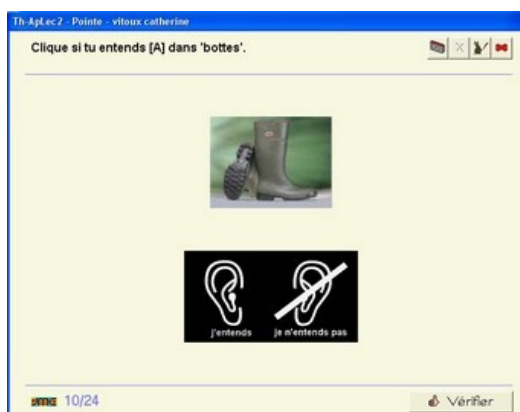 Th-ApLec2 - Pointe - vitoux catherine
Clique si tu entends [A] dans 'bottes'.
j'entends
je n'entends pas
10/24
Vérifier